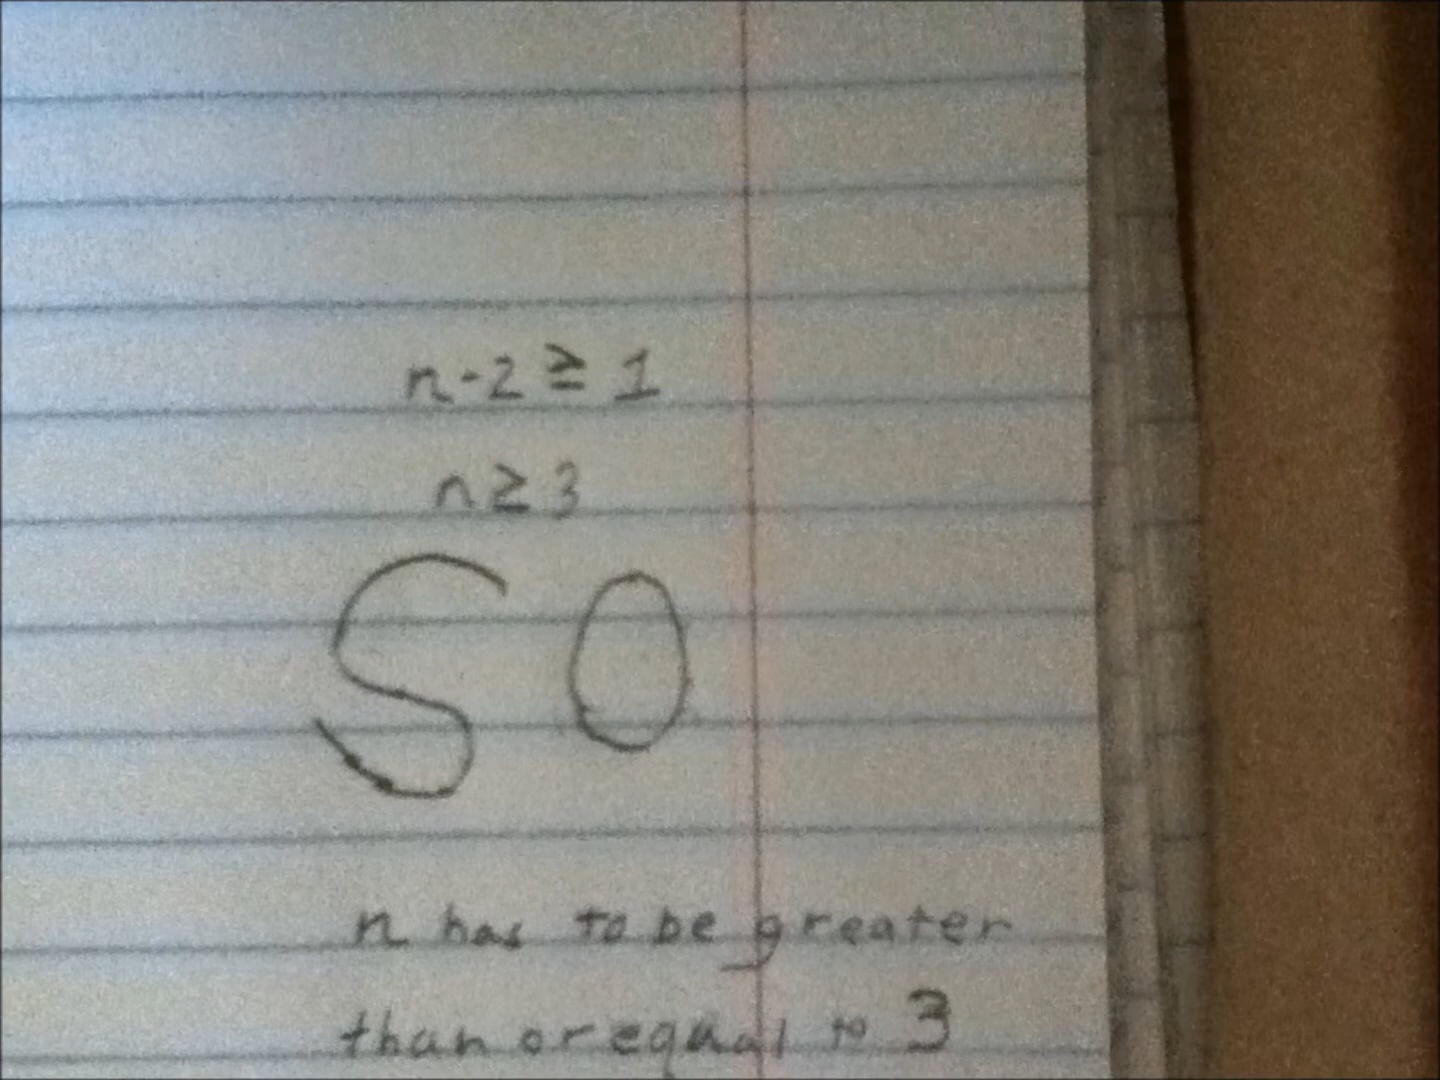 n-2 ≥ 1
n ≥ 3
SO
n has to be greater
than or equal to 3